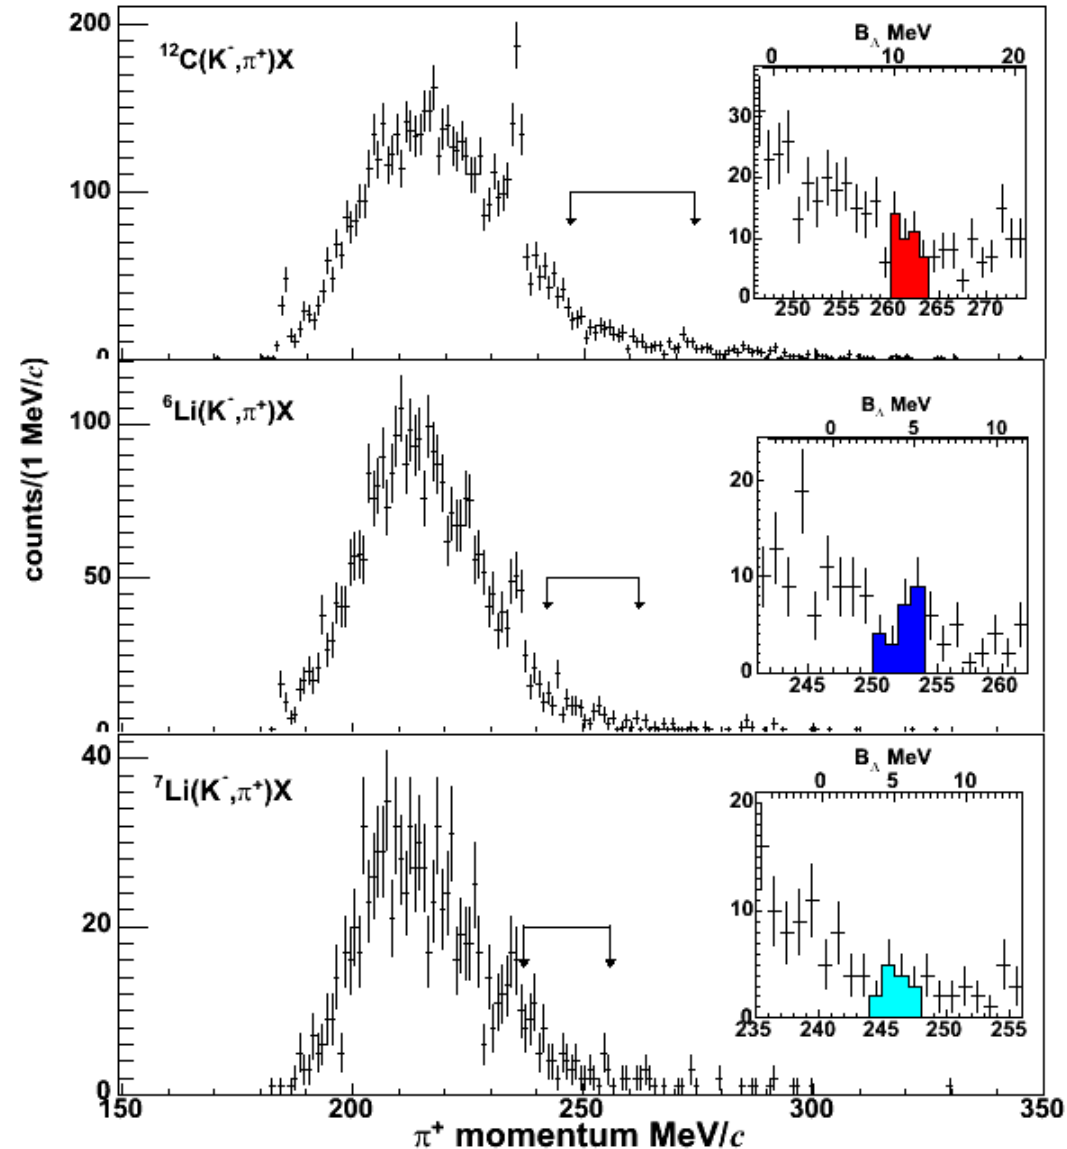 counts/(1 MeV/c)
200
100
0
¹²C(K⁻,π⁺)X
B_Λ MeV
0 10 20
30
20
10
0
250 255 260 265 270
100
50
0
⁶Li(K⁻,π⁺)X
B_Λ MeV
0 5 10
20
10
0
245 250 255 260
40
20
0
⁷Li(K⁻,π⁺)X
B_Λ MeV
0 5 10
20
10
0
235 240 245 250 255
150 200 250 300 350
π⁺ momentum MeV/c